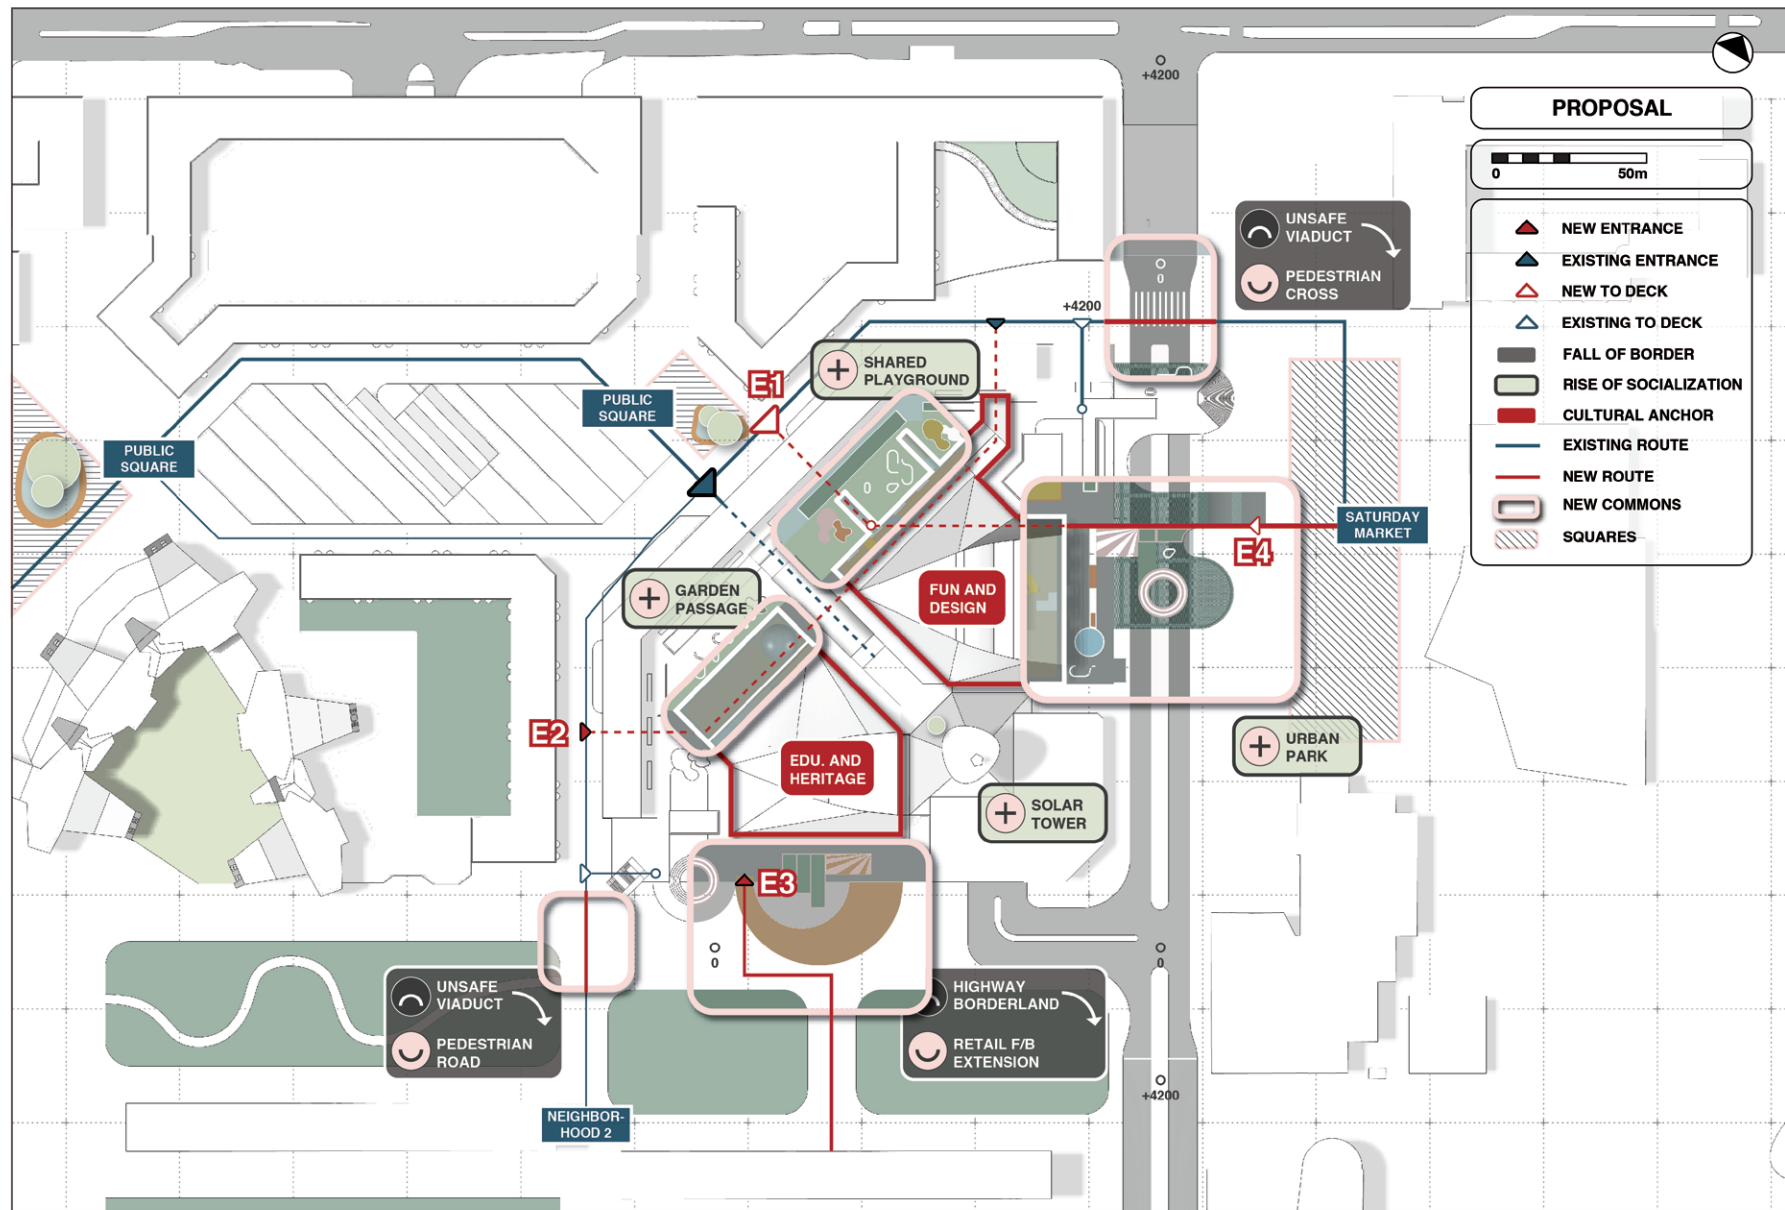 +4200
PROPOSAL
0 50m
NEW ENTRANCE
EXISTING ENTRANCE
NEW TO DECK
EXISTING TO DECK
FALL OF BORDER
RISE OF SOCIALIZATION
CULTURAL ANCHOR
EXISTING ROUTE
NEW ROUTE
NEW COMMONS
SQUARES
UNSAFE
VIADUCT
PEDESTRIAN
CROSS
0
+4200
SHARED
PLAYGROUND
E1
PUBLIC
SQUARE
PUBLIC
SQUARE
SATURDAY
MARKET
E4
GARDEN
PASSAGE
FUN AND
DESIGN
E2
EDU. AND
HERITAGE
URBAN
PARK
SOLAR
TOWER
E3
0
0
UNSAFE
VIADUCT
PEDESTRIAN
ROAD
HIGHWAY
BORDERLAND
RETAIL F/B
EXTENSION
+4200
NEIGHBOR-
HOOD 2